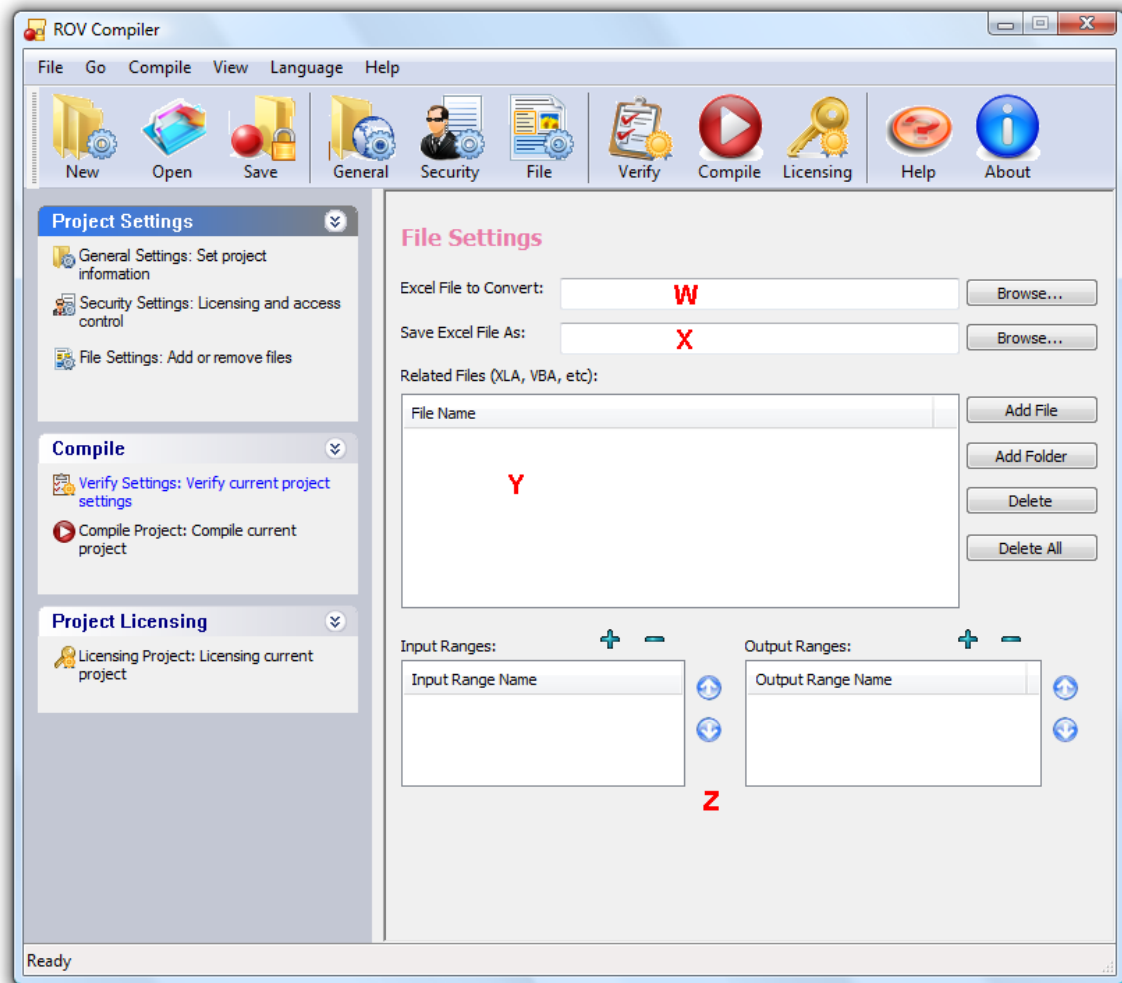 ROV Compiler
File Go Compile View Language Help
New Open Save General Security File Verify Compile Licensing Help About
Project Settings
General Settings: Set project
information
Security Settings: Licensing and access
control
File Settings: Add or remove files
Compile
Verify Settings: Verify current project
settings
Compile Project: Compile current
project
Project Licensing
Licensing Project: Licensing current
project
File Settings
Excel File to Convert: W Browse...
Save Excel File As: X Browse...
Related Files (XLA, VBA, etc):
File Name
Add File
Add Folder
Y
Delete
Delete All
Input Ranges: Output Ranges:
Input Range Name Output Range Name
Z
Ready